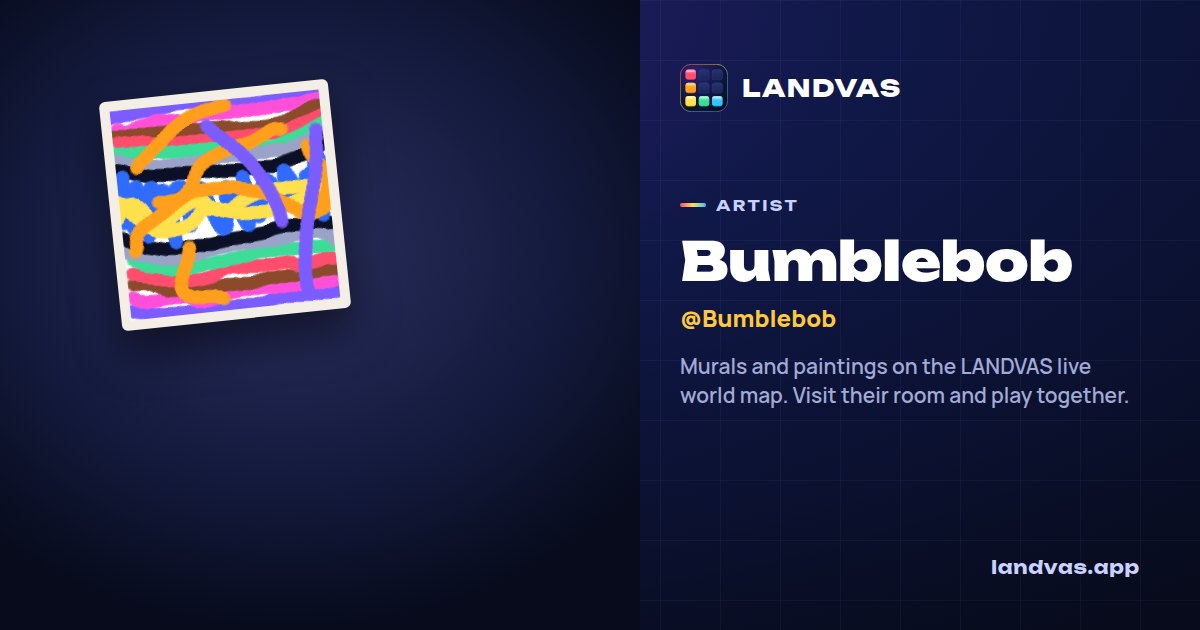 LANDVAS
ARTIST
Bumblebob
@Bumblebob
Murals and paintings on the LANDVAS live
world map. Visit their room and play together.
landvas.app